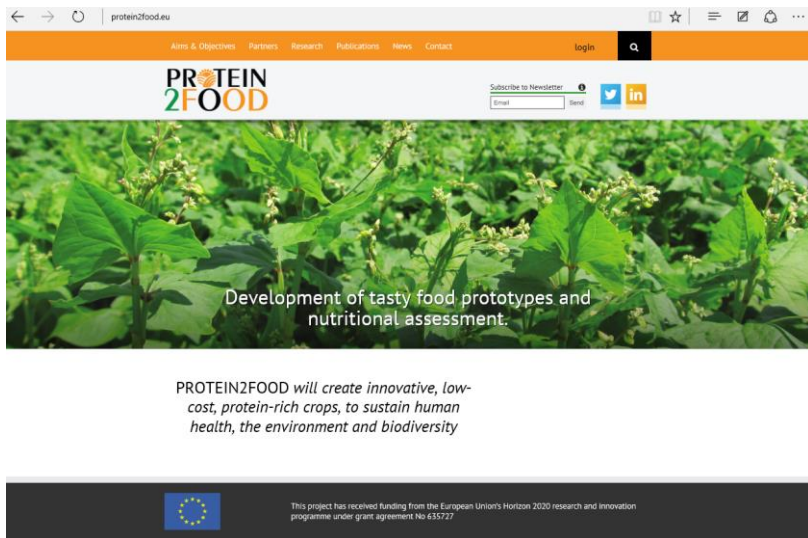 protein2food.eu
Aims & Objectives Partners Research Publications News Contact login
PROTEIN
2FOOD
Subscribe to Newsletter
Email Send
Development of tasty food prototypes and
nutritional assessment.
PROTEIN2FOOD will create innovative, low-
cost, protein-rich crops, to sustain human
health, the environment and biodiversity
This project has received funding from the European Union's Horizon 2020 research and innovation
programme under grant agreement No 635727